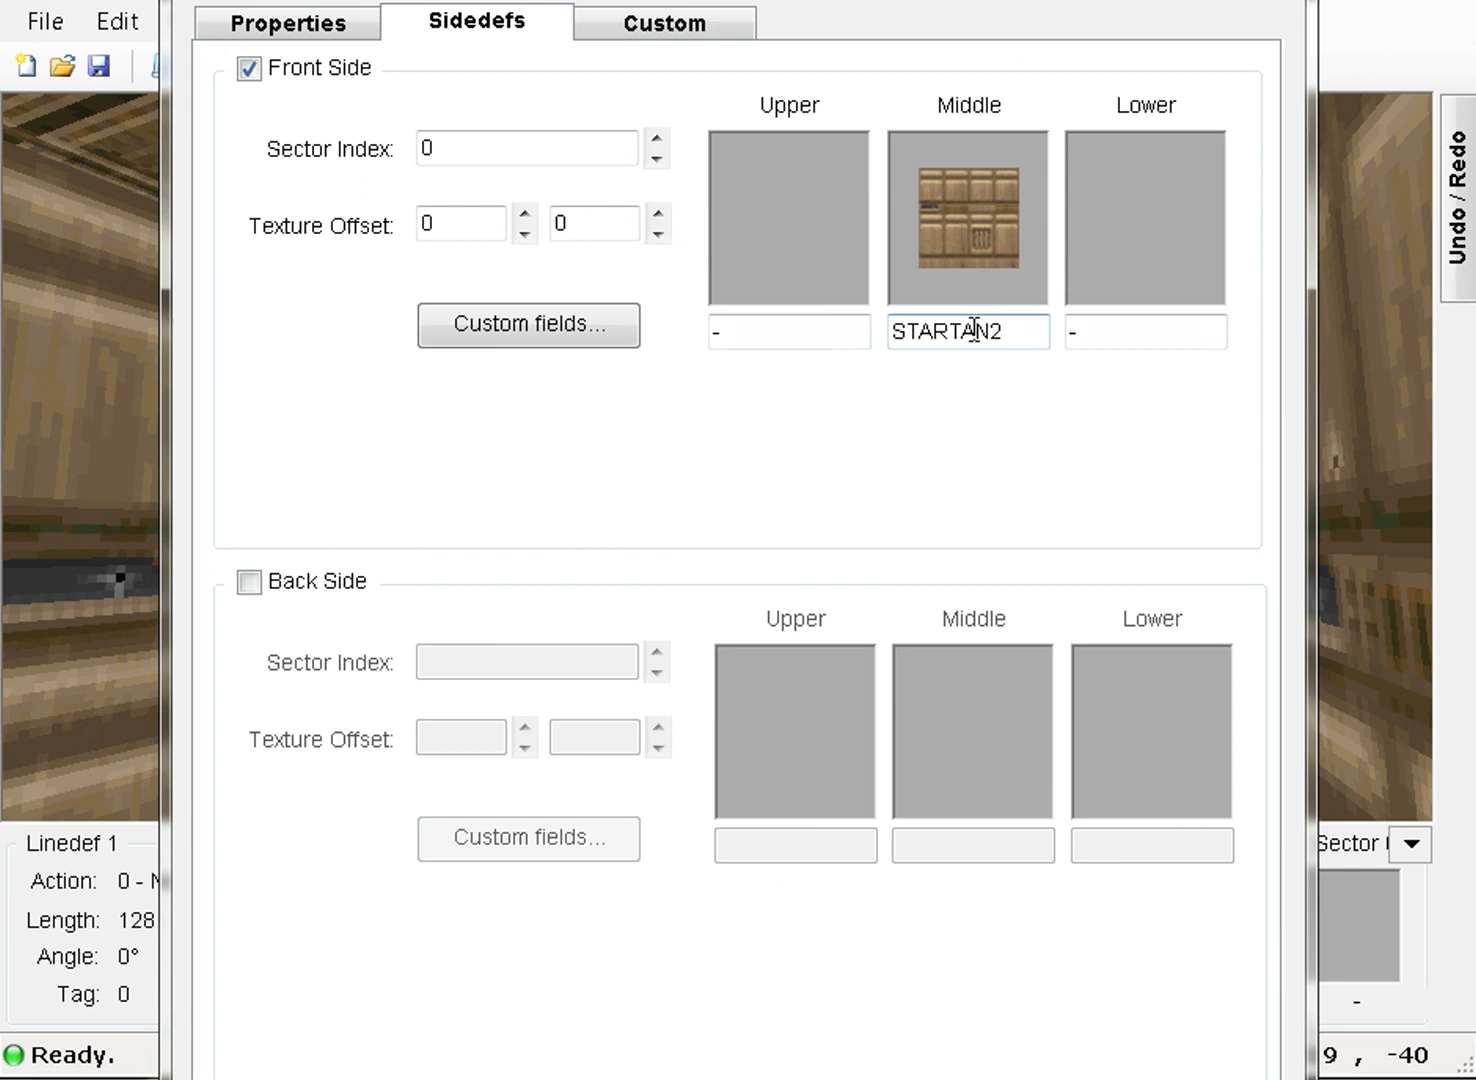 File Edit
Properties Sidedefs Custom
Front Side
Upper Middle Lower
Sector Index: 0
Texture Offset: 0 0
Custom fields...
- STARTAN2 -
Undo / Redo
Back Side
Upper Middle Lower
Sector Index:
Texture Offset:
Custom fields...
Linedef 1
Action: 0 -
Length: 128
Angle: 0°
Tag: 0
Sector
-
Ready.
9 , -40